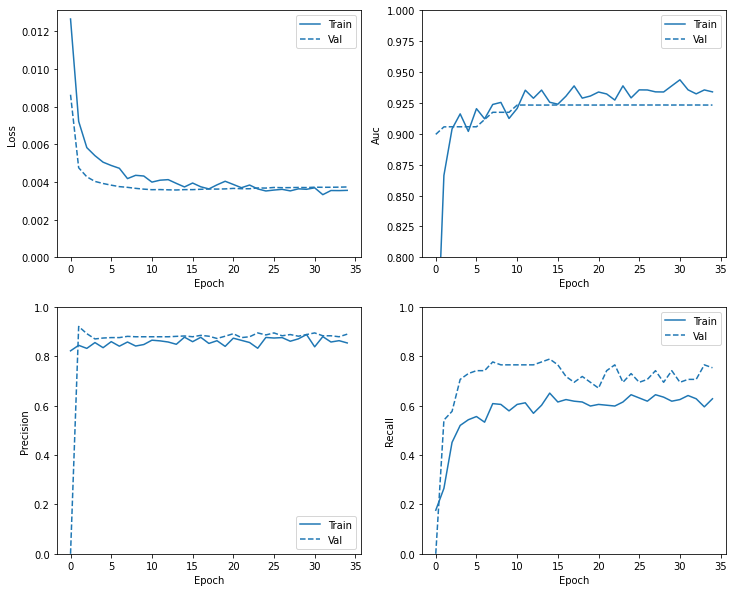 0.012
0.010
0.008
0.006
0.004
0.002
0.000
Loss
0 5 10 15 20 25 30 35
Epoch
Train
Val
1.000
0.975
0.950
0.925
0.900
0.875
0.850
0.825
0.800
Auc
0 5 10 15 20 25 30 35
Epoch
Train
Val
1.0
0.8
0.6
0.4
0.2
0.0
Precision
0 5 10 15 20 25 30 35
Epoch
Train
Val
1.0
0.8
0.6
0.4
0.2
0.0
Recall
0 5 10 15 20 25 30 35
Epoch
Train
Val